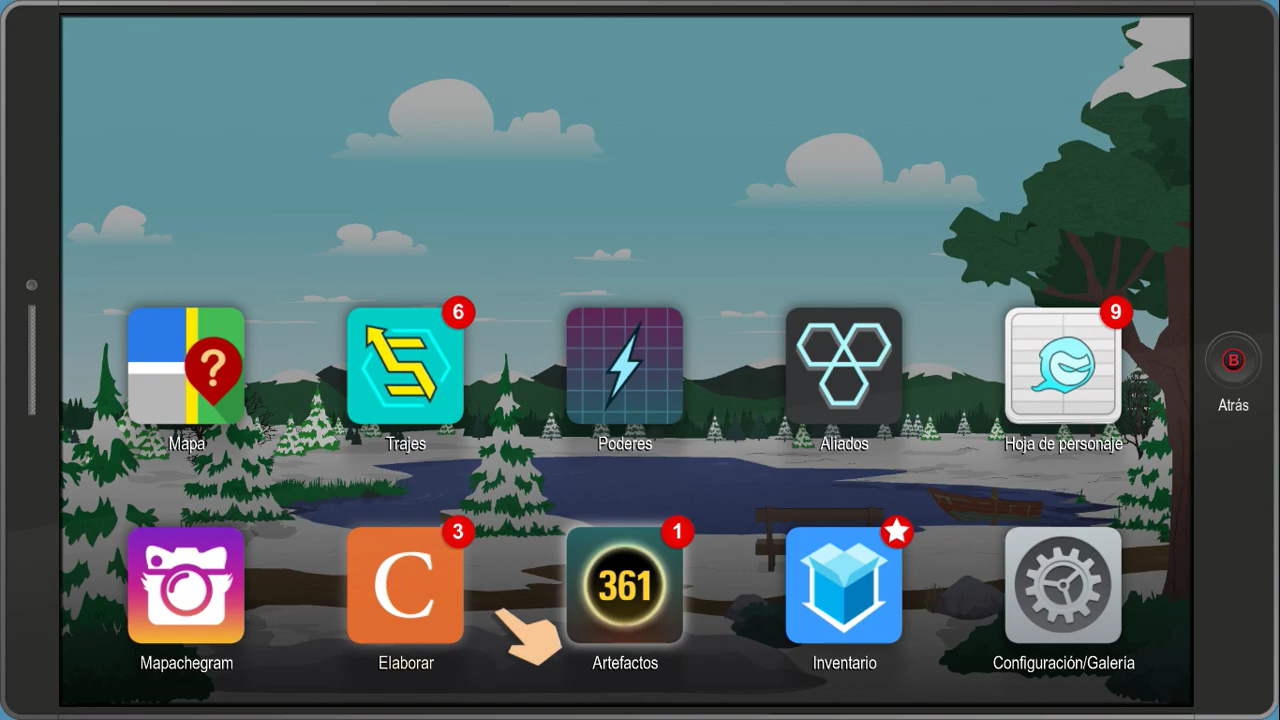 ?
6
9
B
Mapa
Trajes
Poderes
Aliados
Hoja de personaje
Atrás
3
1
C
361
Mapachegram
Elaborar
Artefactos
Inventario
Configuración/Galería